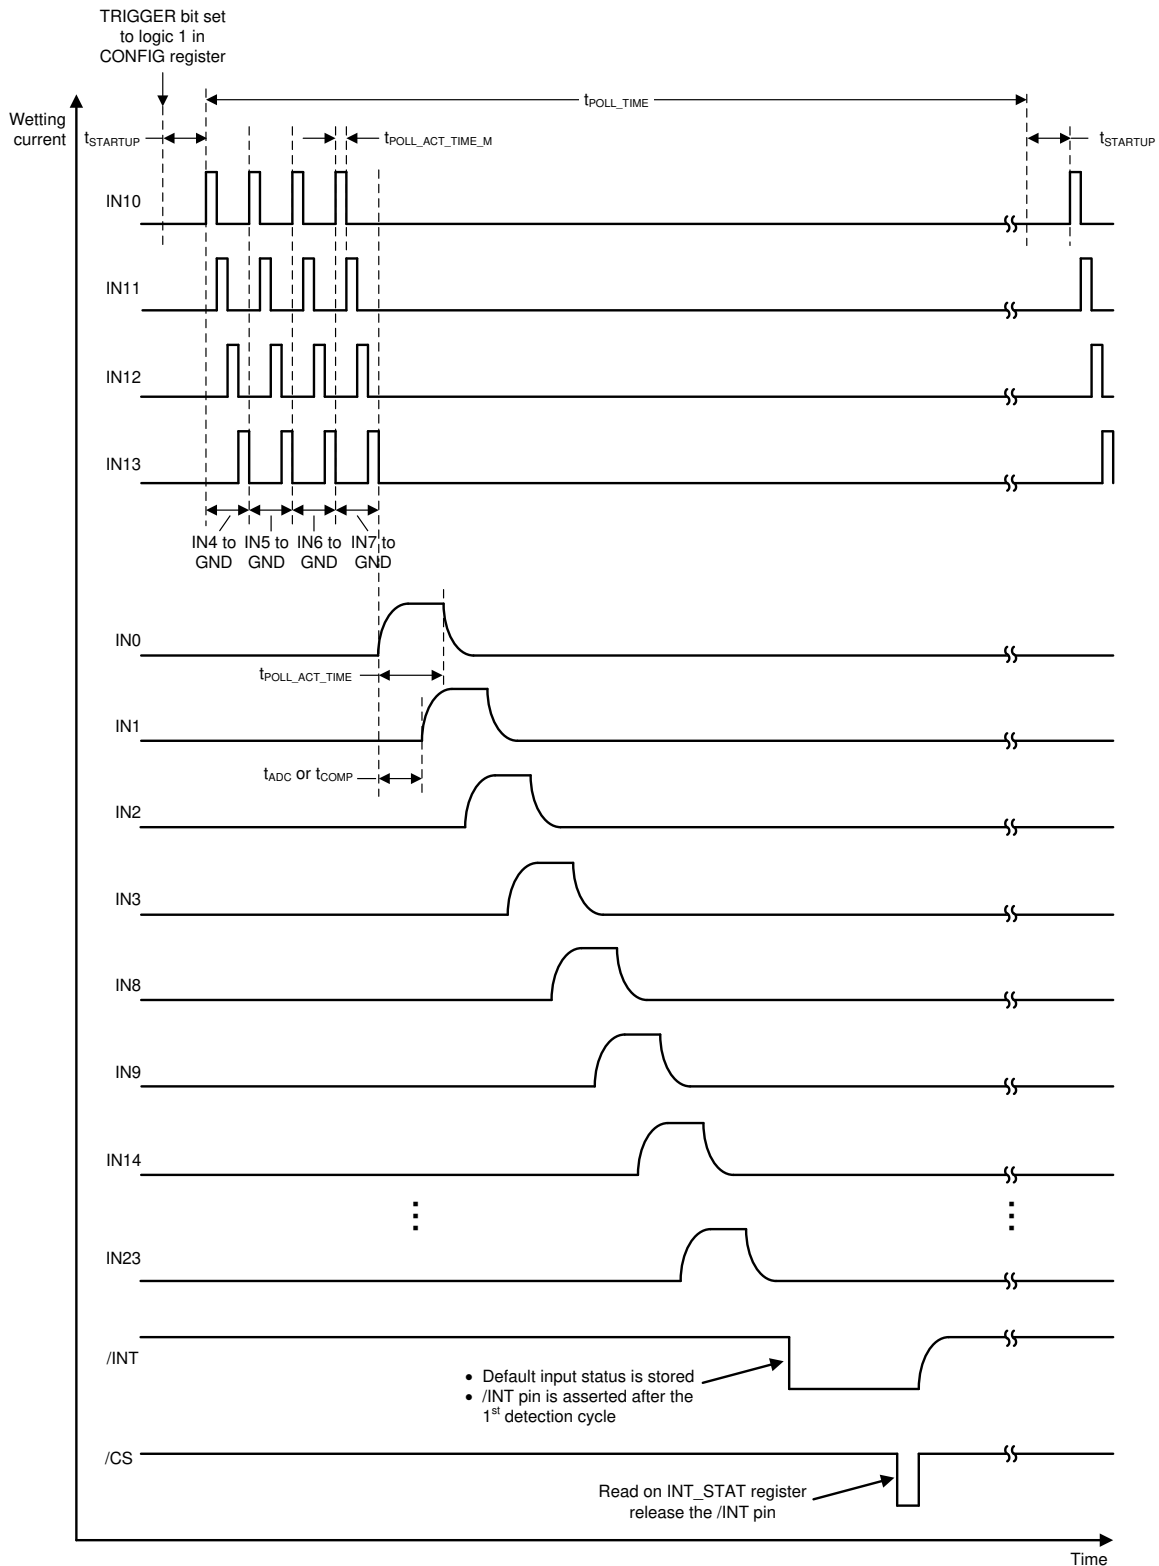 TRIGGER bit set
to logic 1 in
CONFIG register
Wetting
current
tPOLL_TIME
tSTARTUP
tPOLL_ACT_TIME_M
tSTARTUP
IN10
IN11
IN12
IN13
IN4 to
GND
IN5 to
GND
IN6 to
GND
IN7 to
GND
IN0
tPOLL_ACT_TIME
IN1
tADC or tCOMP
IN2
IN3
IN8
IN9
IN14
IN23
/INT
• Default input status is stored
• /INT pin is asserted after the
1st detection cycle
/CS
Read on INT_STAT register
release the /INT pin
Time